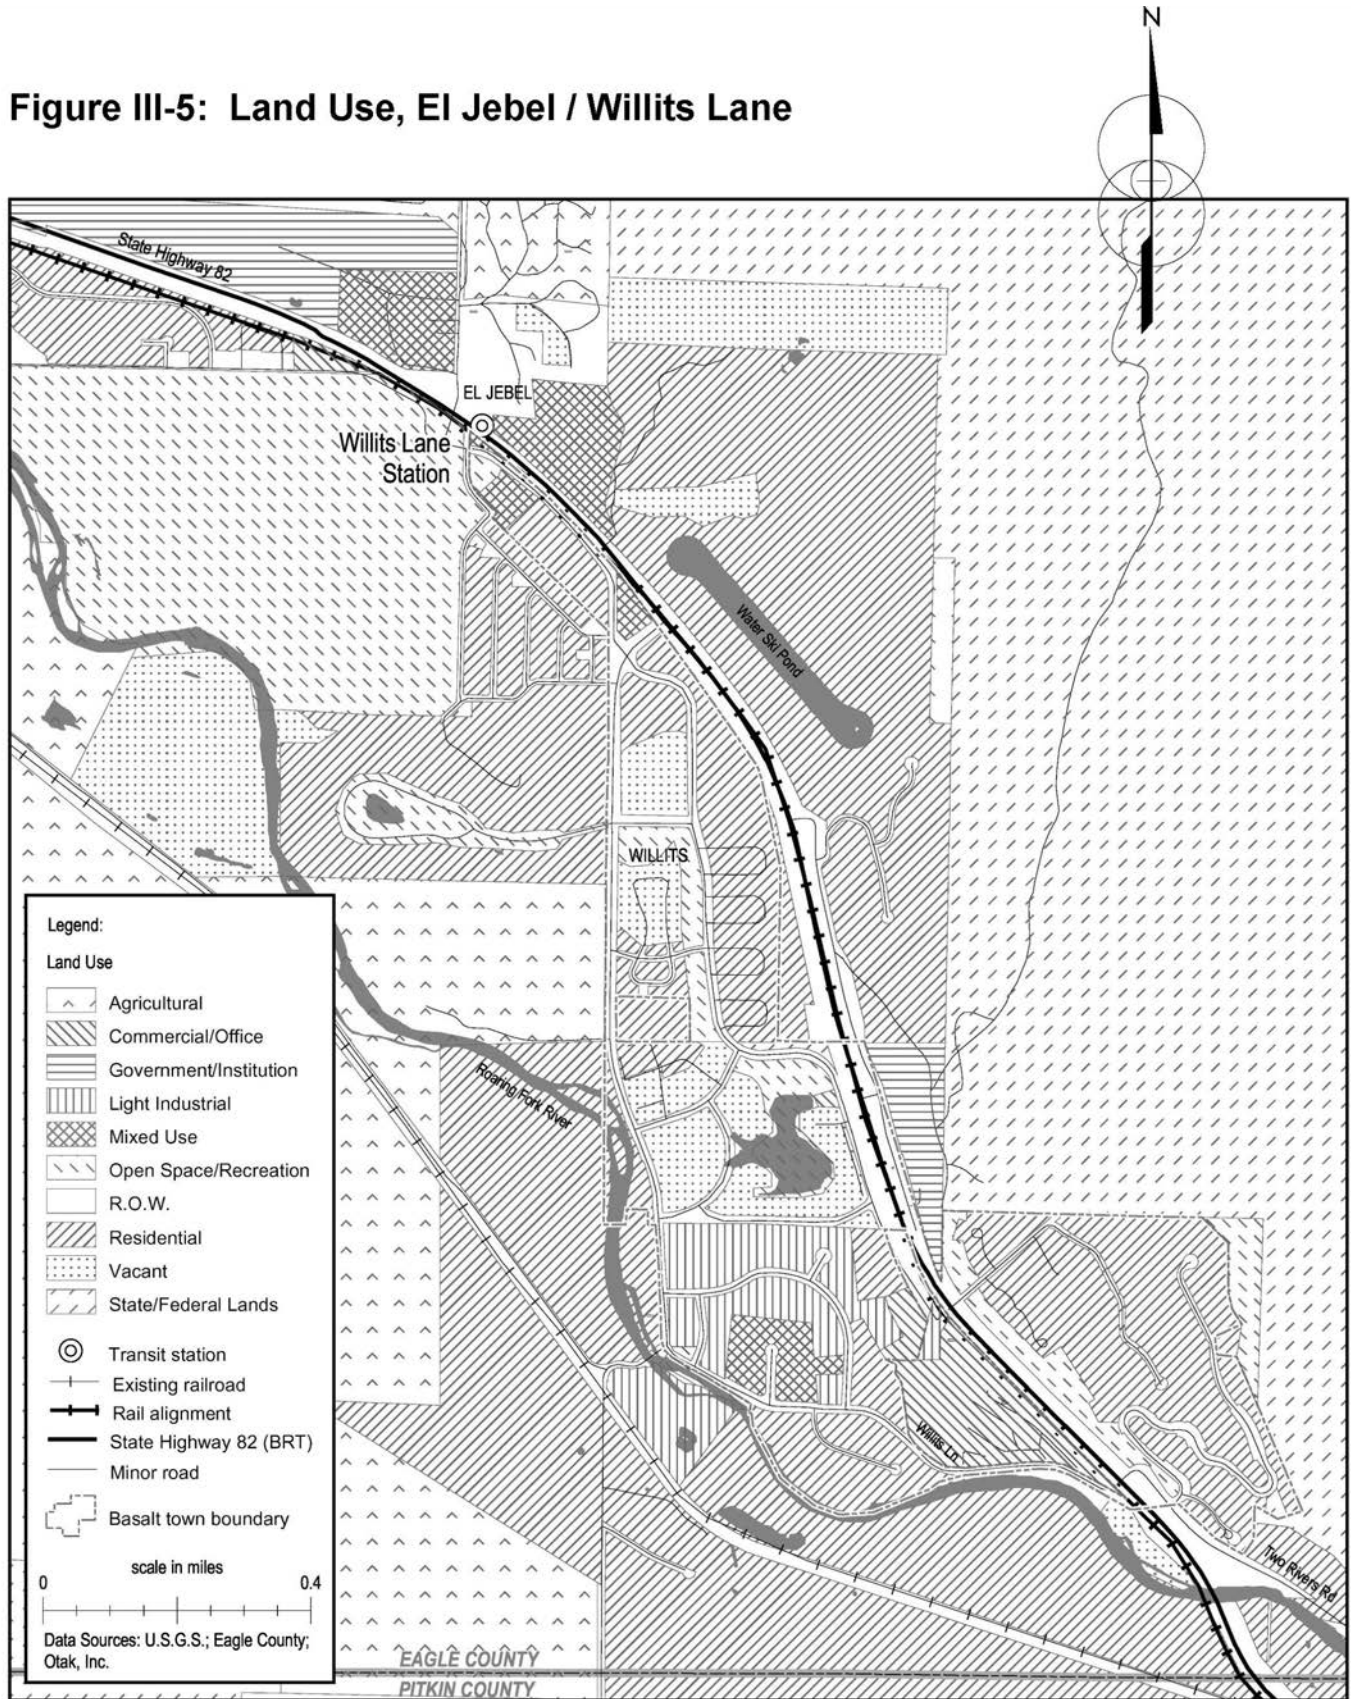 N
Figure III-5: Land Use, El Jebel / Willits Lane
State Highway 82
EL JEBEL
Willits Lane
Station
Water Ski Pond
WILLITS
Roaring Fork River
Willits Ln
Two Rivers Rd
EAGLE COUNTY
PITKIN COUNTY
Legend:
Land Use
Agricultural
Commercial/Office
Government/Institution
Light Industrial
Mixed Use
Open Space/Recreation
R.O.W.
Residential
Vacant
State/Federal Lands
Transit station
Existing railroad
Rail alignment
State Highway 82 (BRT)
Minor road
Basalt town boundary
scale in miles
0 0.4
Data Sources: U.S.G.S.; Eagle County;
Otak, Inc.